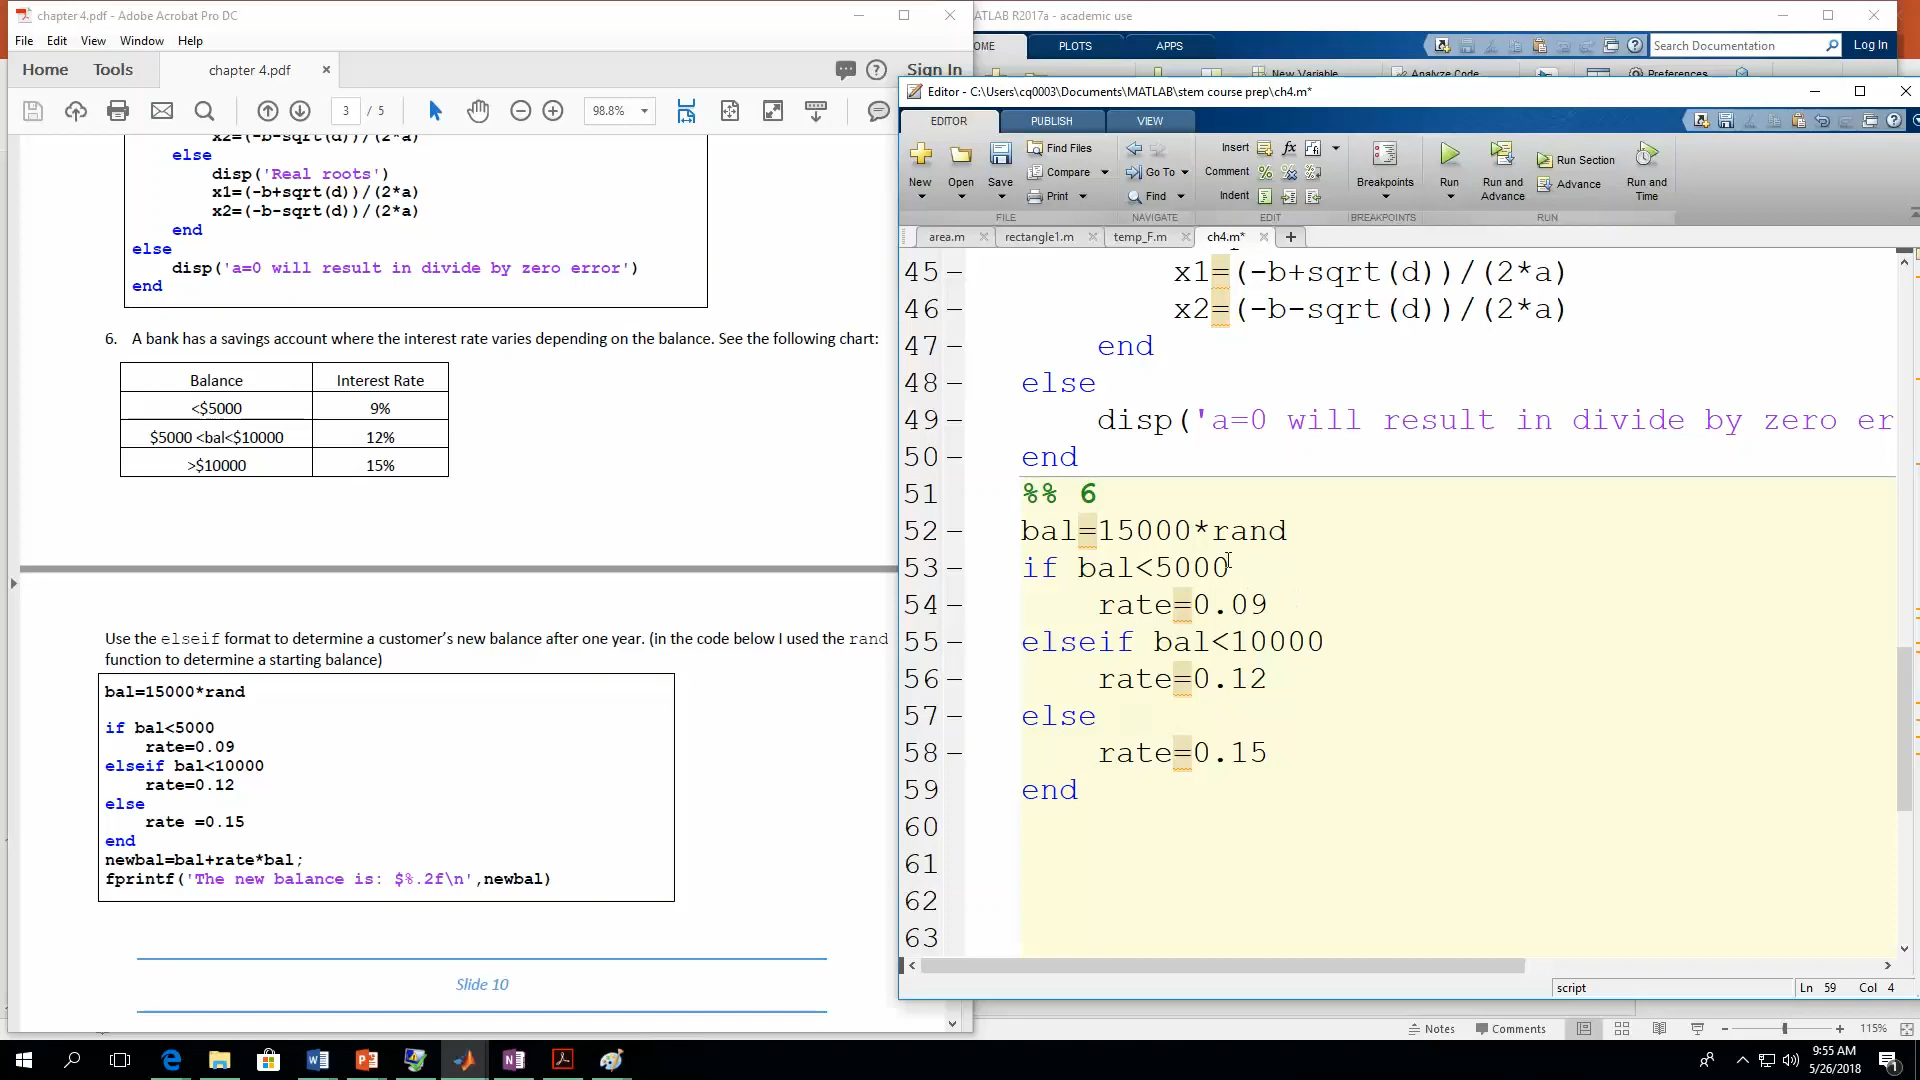 chapter 4.pdf - Adobe Acrobat Pro DC
File Edit View Window Help
Home Tools chapter 4.pdf × Sign In
3 / 5 98.8%
x2=(-b-sqrt(d))/(2*a)
else
disp('Real roots')
x1=(-b+sqrt(d))/(2*a)
x2=(-b-sqrt(d))/(2*a)
end
else
disp('a=0 will result in divide by zero error')
end
6. A bank has a savings account where the interest rate varies depending on the balance. See the following chart:
Balance Interest Rate
<$5000 9%
$5000 <bal<$10000 12%
>$10000 15%
Use the elseif format to determine a customer's new balance after one year. (in the code below I used the rand
function to determine a starting balance)
bal=15000*rand
if bal<5000
rate=0.09
elseif bal<10000
rate=0.12
else
rate =0.15
end
newbal=bal+rate*bal;
fprintf('The new balance is: $%.2f\n',newbal)
Slide 10
ATLAB R2017a - academic use
OME PLOTS APPS Search Documentation Log In
New Variable Analyze Code Preferences
Editor - C:\Users\cq0003\Documents\MATLAB\stem course prep\ch4.m*
EDITOR PUBLISH VIEW
New Open Save Find Files Compare Print Go To Find Insert fx Comment Indent Breakpoints Run Run and Advance Run Section Advance Run and Time
FILE NAVIGATE EDIT BREAKPOINTS RUN
area.m × rectangle1.m × temp_F.m × ch4.m* × +
45 – x1=(-b+sqrt(d))/(2*a)
46 – x2=(-b-sqrt(d))/(2*a)
47 – end
48 – else
49 – disp('a=0 will result in divide by zero er
50 – end
51 %% 6
52 – bal=15000*rand
53 – if bal<5000
54 – rate=0.09
55 – elseif bal<10000
56 – rate=0.12
57 – else
58 – rate=0.15
59 – end
60
61
62
63
script Ln 59 Col 4
Notes Comments 115%
9:55 AM
5/26/2018
1